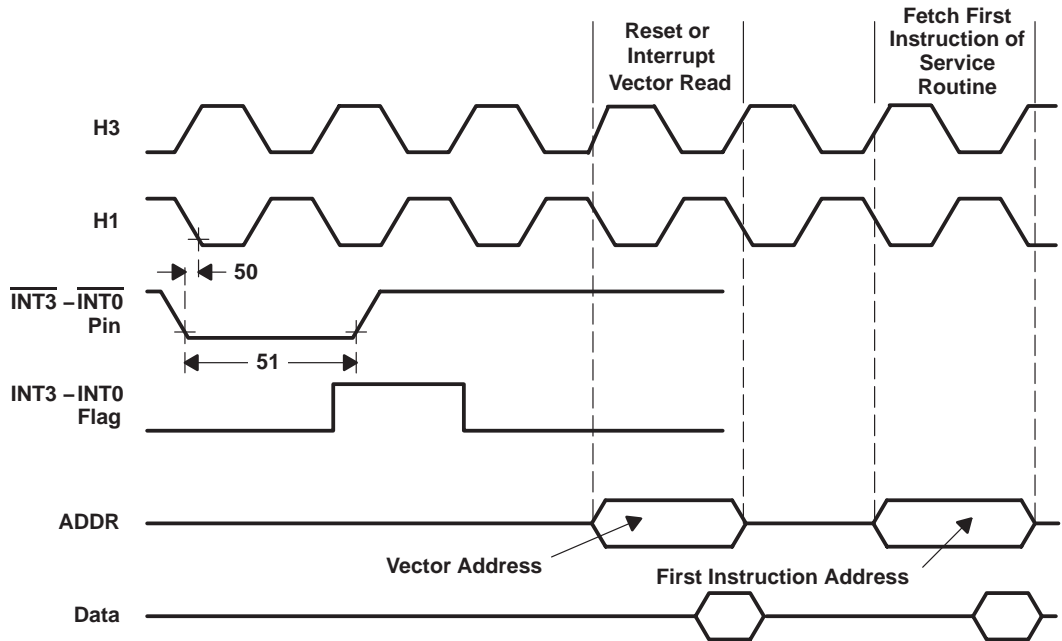 Reset or
Interrupt
Vector Read
Fetch First
Instruction of
Service
Routine
H3
H1
50
INT3 – INT0
Pin
51
INT3 – INT0
Flag
ADDR
Vector Address
First Instruction Address
Data